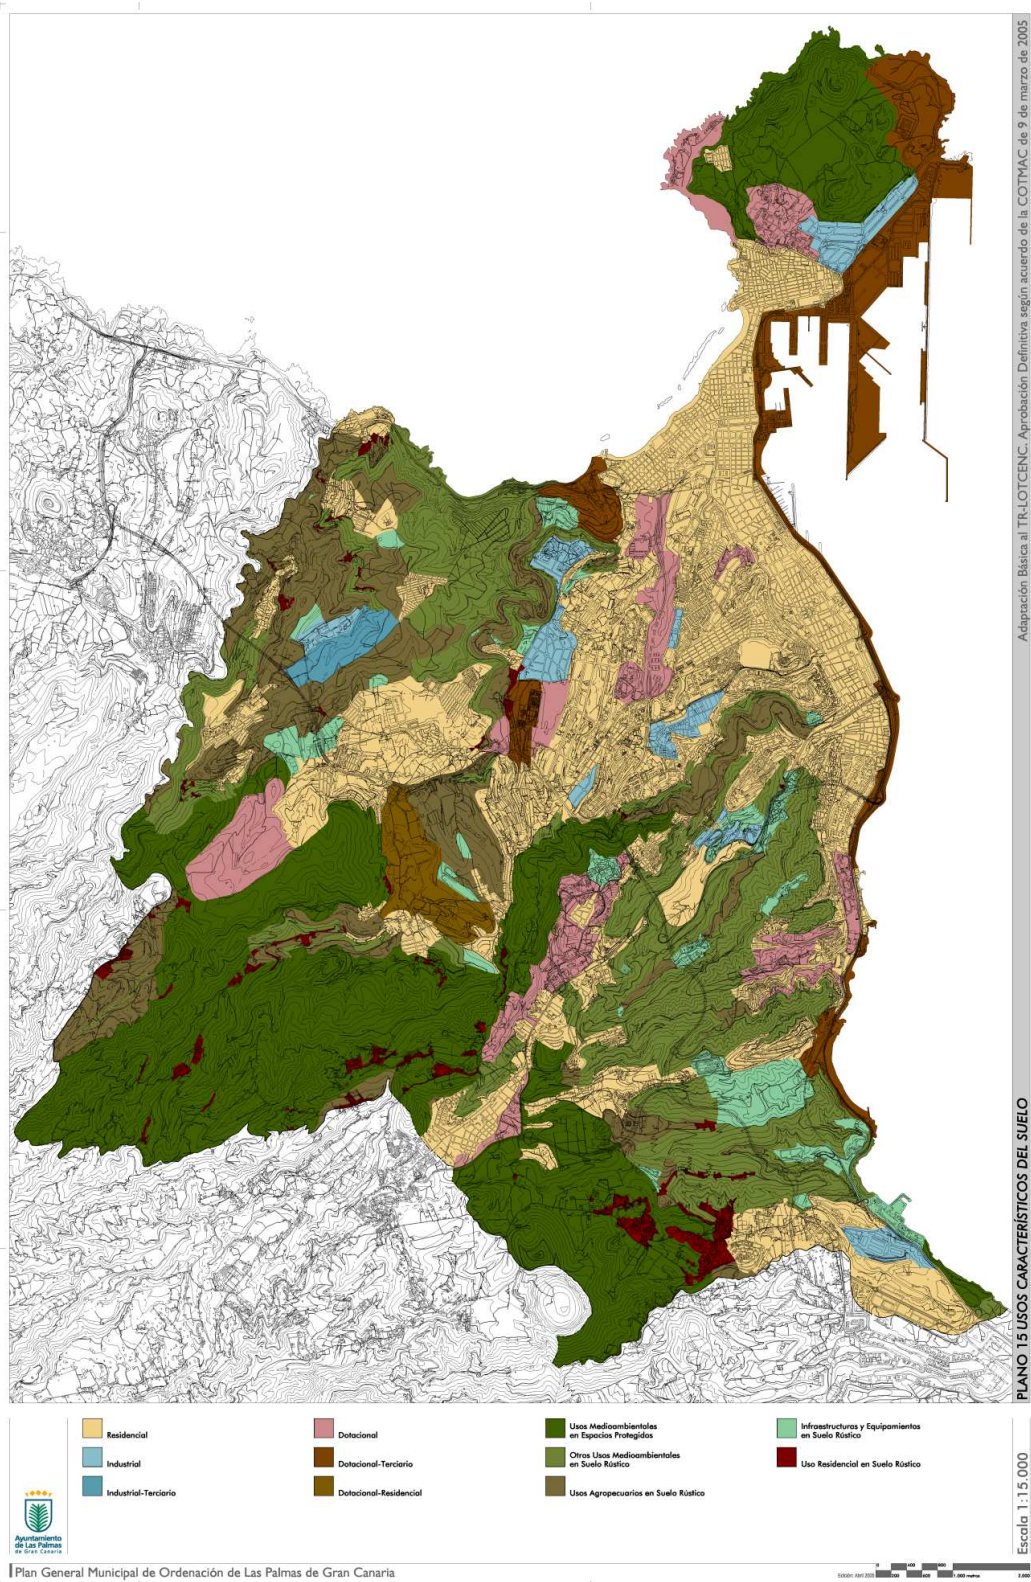 Adaptación Básica al TR-LOTCENC. Aprobación Definitiva según acuerdo de la COTMAC de 9 de marzo de 2005
PLANO 15 USOS CARACTERÍSTICOS DEL SUELO
Escala 1:15.000
Residencial
Industrial
Industrial-Terciario
Dotacional
Dotacional-Terciario
Dotacional-Residencial
Usos Medioambientales
en Espacios Protegidos
Otros Usos Medioambientales
en Suelo Rústico
Usos Agropecuarios en Suelo Rústico
Infraestructuras y Equipamientos
en Suelo Rústico
Uso Residencial en Suelo Rústico
Ayuntamiento
de Las Palmas
de Gran Canaria
Plan General Municipal de Ordenación de Las Palmas de Gran Canaria